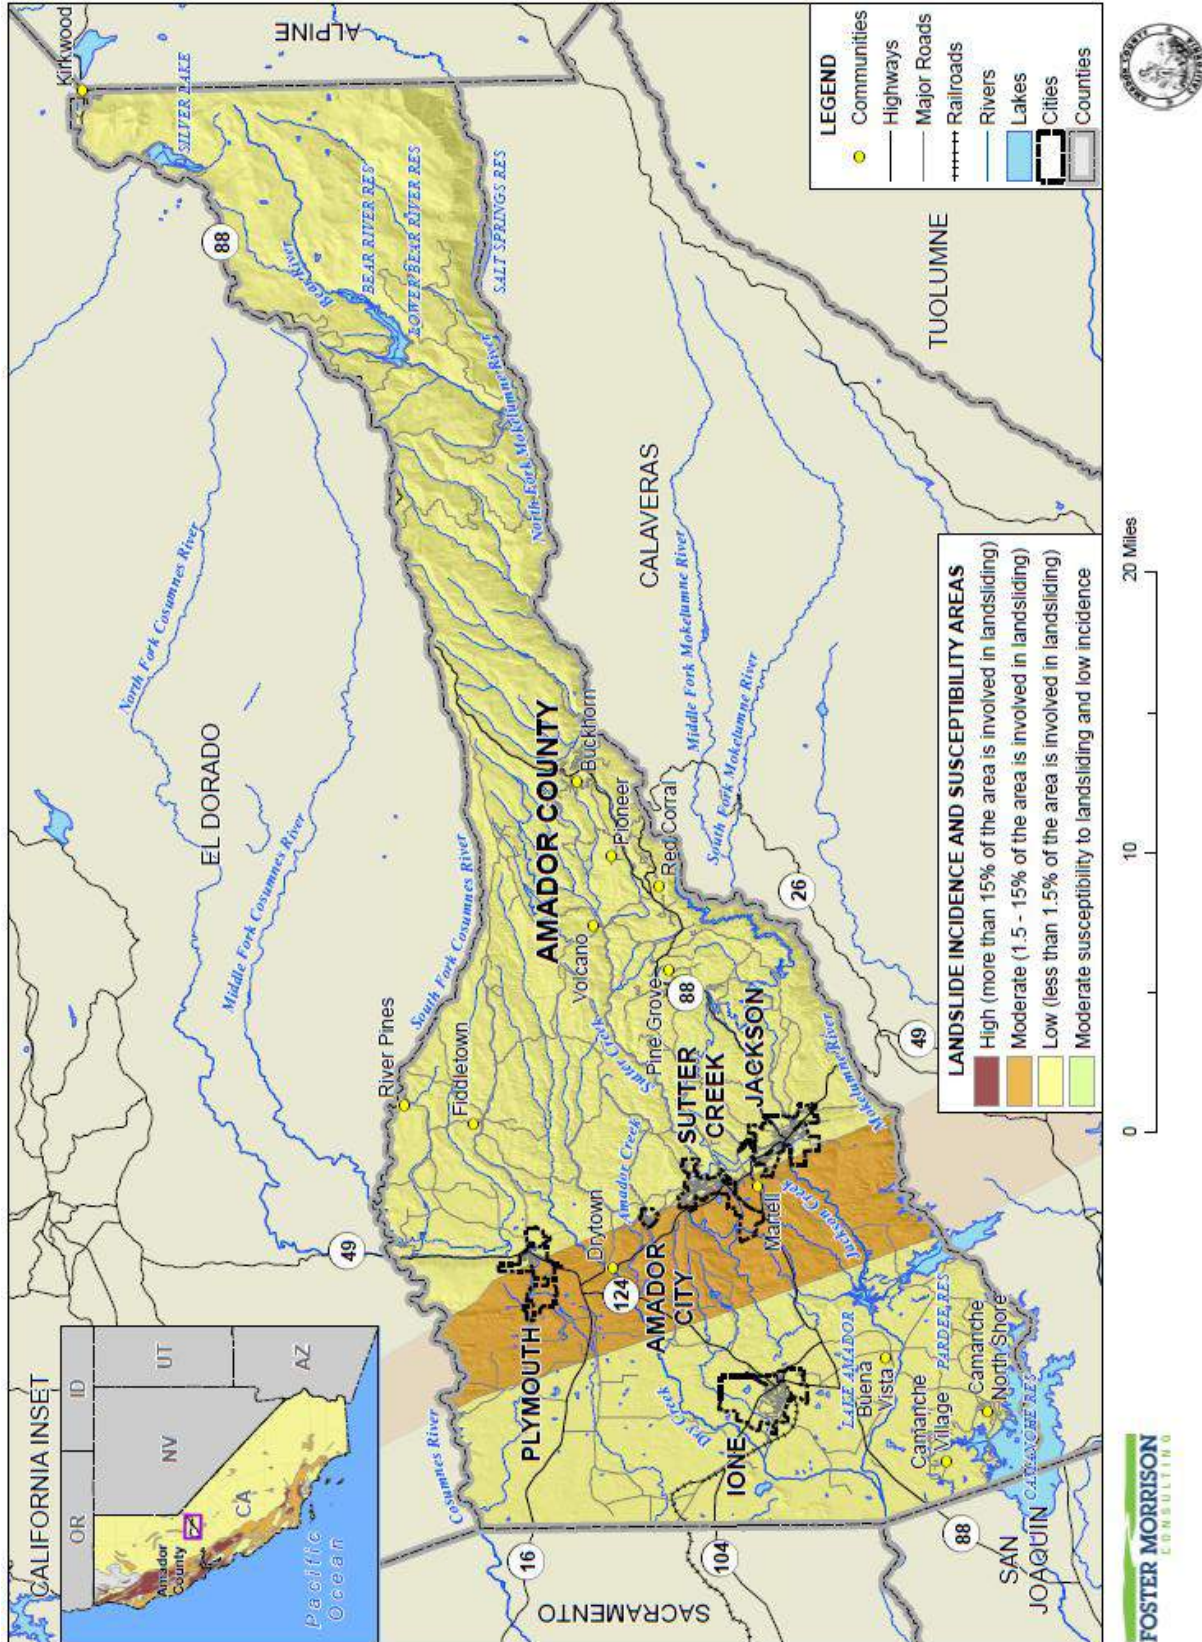 CALIFORNIA INSET
OR
ID
NV
UT
CA
AZ
Amador
County
Pacific
Ocean
EL DORADO
ALPINE
SACRAMENTO
SAN
JOAQUIN
CALAVERAS
TUOLUMNE
AMADOR COUNTY
Kirkwood
SILVER LAKE
88
Bear River
BEAR RIVER RES
LOWER BEAR RIVER RES
SALT SPRINGS RES
North Fork Mokelumne River
North Fork Cosumnes River
Middle Fork Cosumnes River
South Fork Cosumnes River
Cosumnes River
River Pines
Fiddletown
49
16
PLYMOUTH
Drytown
124
AMADOR
CITY
Amador Creek
Sutter Creek
SUTTER
CREEK
Volcano
Buckhorn
Pioneer
Red Corral
Pine Grove
88
JACKSON
Martell
Jackson Creek
Mokelumne River
Middle Fork Mokelumne River
South Fork Mokelumne River
26
49
IONE
Dry Creek
104
LAKE AMADOR
Buena
Vista
PARDEE RES
Camanche
Village
Camanche
North Shore
CAMANCHE RES
88
LEGEND
Communities
Highways
Major Roads
Railroads
Rivers
Lakes
Cities
Counties
LANDSLIDE INCIDENCE AND SUSCEPTIBILITY AREAS
High (more than 15% of the area is involved in landsliding)
Moderate (1.5 - 15% of the area is involved in landsliding)
Low (less than 1.5% of the area is involved in landsliding)
Moderate susceptibility to landsliding and low incidence
0
10
20 Miles
FOSTER MORRISON
CONSULTING
AMADOR COUNTY